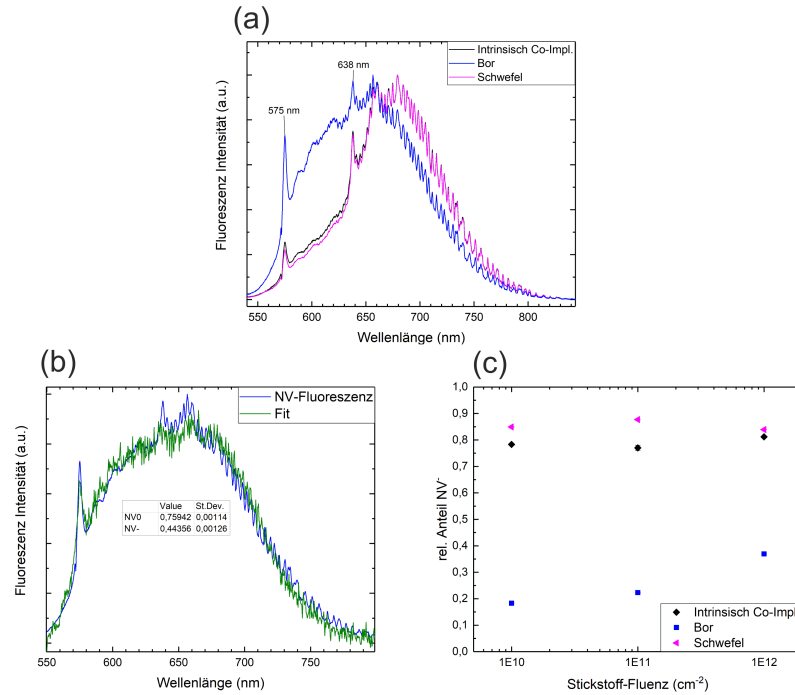 (a)
Intrinsisch Co-Impl.
Bor
Schwefel
638 nm
575 nm
Fluoreszenz Intensität (a.u.)
550 600 650 700 750 800
Wellenlänge (nm)
(b)
NV-Fluoreszenz
Fit
Value St.Dev.
NV0 0,75942 0,00114
NV- 0,44356 0,00126
Fluoreszenz Intensität (a.u.)
550 600 650 700 750
Wellenlänge (nm)
(c)
1,0
0,9
0,8
0,7
0,6
0,5
0,4
0,3
0,2
0,1
0,0
rel. Anteil NV⁻
Intrinsisch Co-Impl.
Bor
Schwefel
1E10 1E11 1E12
Stickstoff-Fluenz (cm⁻²)